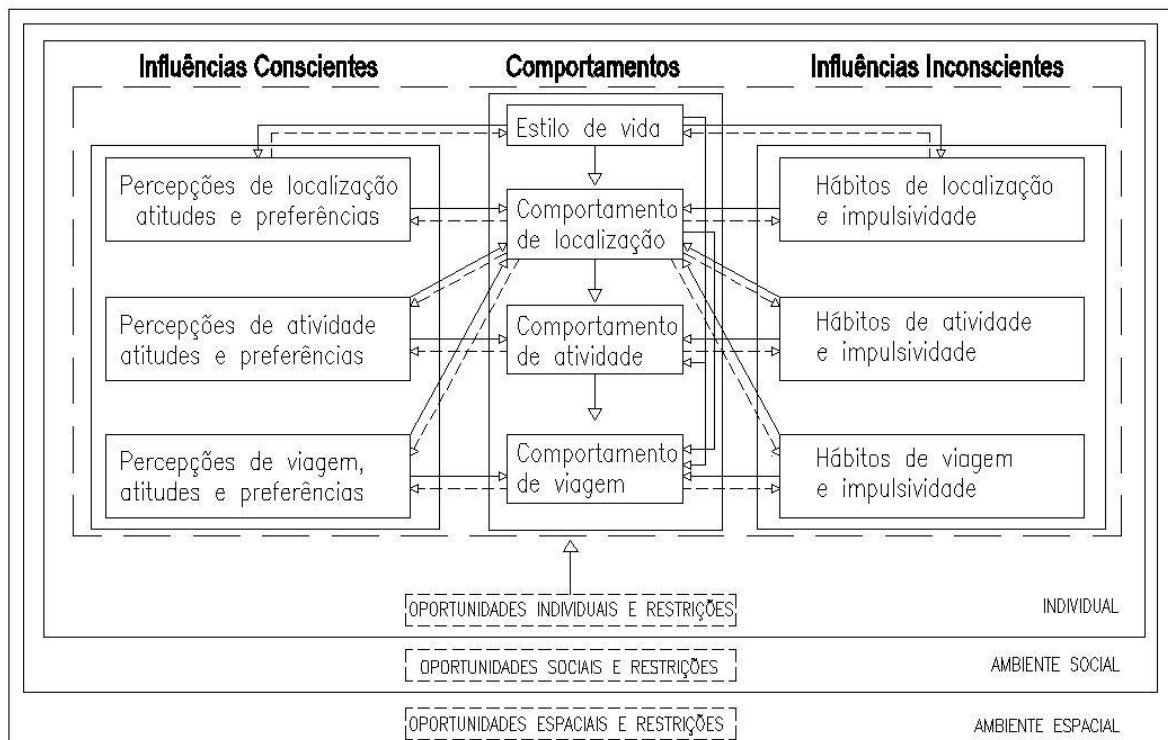 Influências Conscientes
Comportamentos
Influências Inconscientes
Estilo de vida
Percepções de localização
atitudes e preferências
Comportamento
de localização
Hábitos de localização
e impulsividade
Percepções de atividade
atitudes e preferências
Comportamento
de atividade
Hábitos de atividade
e impulsividade
Percepções de viagem,
atitudes e preferências
Comportamento
de viagem
Hábitos de viagem
e impulsividade
OPORTUNIDADES INDIVIDUAIS E RESTRIÇÕES
INDIVIDUAL
OPORTUNIDADES SOCIAIS E RESTRIÇÕES
AMBIENTE SOCIAL
OPORTUNIDADES ESPACIAIS E RESTRIÇÕES
AMBIENTE ESPACIAL